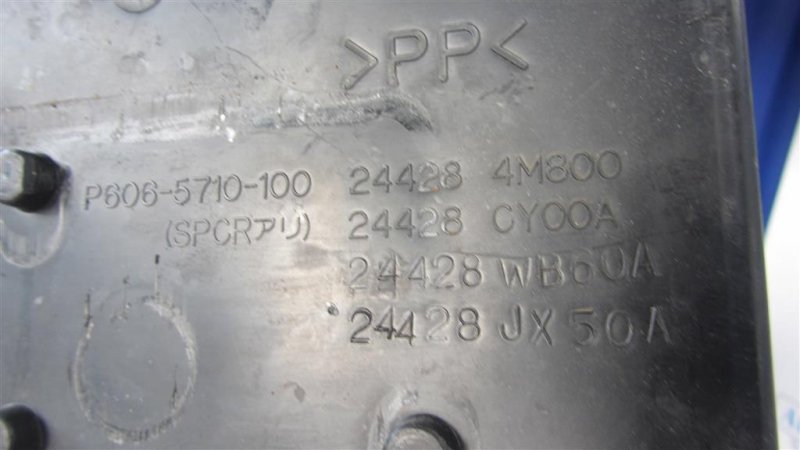 >PP<
P606-5710-100 24428 4M800
(SPCRアリ) 24428 CY00A
24428 WB60A
24428 JX50A